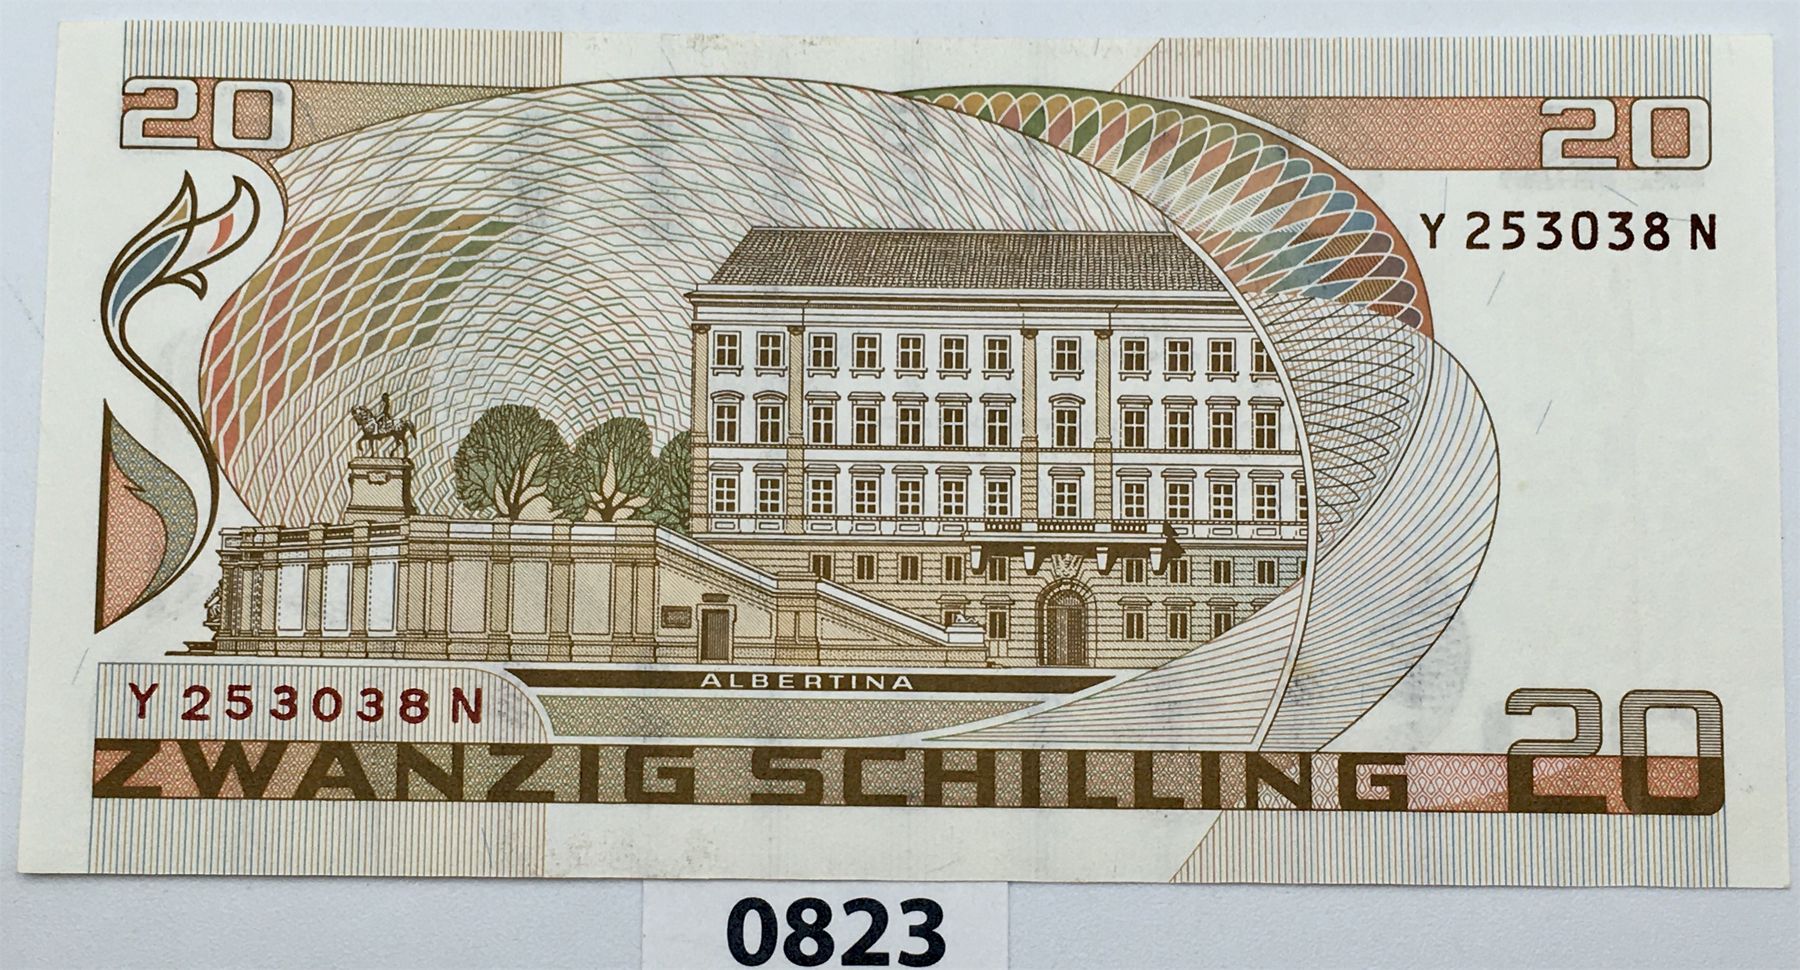 20
20
Y 253038 N
ALBERTINA
Y 253038 N
20
ZWANZIG SCHILLING
0823